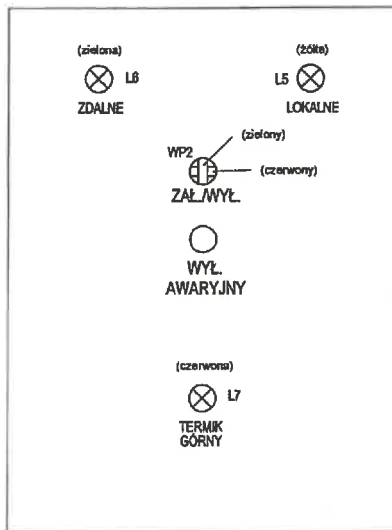 (zielona)
L6
ZDALNE
(żółta)
L5
LOKALNE
(zielony)
WP2
(czerwony)
ZAŁ./WYŁ.
WYŁ.
AWARYJNY
(czerwona)
L7
TERMIK
GÓRNY